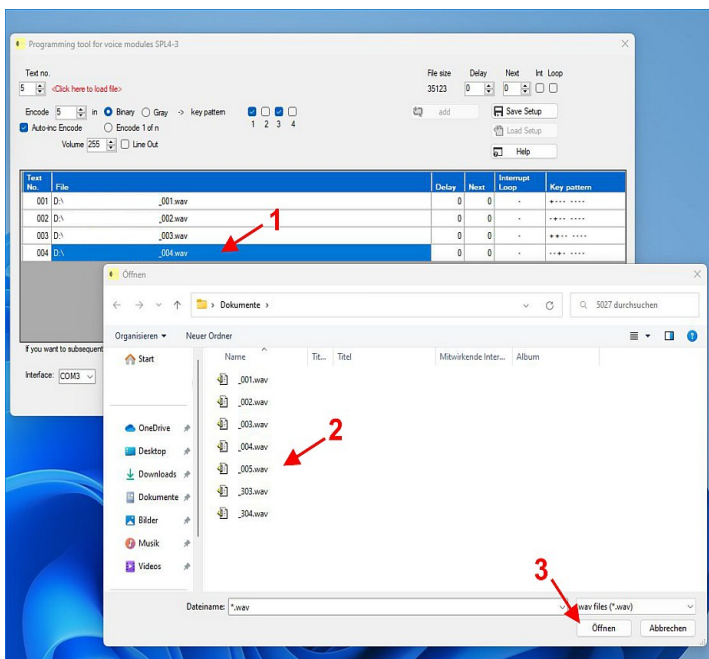 Programming tool for voice modules SPL4-3
Text no. File size Delay Next Int Loop
5 <Click here to load file> 35123 0 0
Encode 5 in Binary Gray -> key pattern add Save Setup
Auto-inc Encode Encode 1 of n 1 2 3 4 Load Setup
Volume 255 Line Out Help
Text No. File Delay Next Interrupt Loop Key pattern
001 D:\ _001.wav 0 0 - +--- ----
002 D:\ _002.wav 0 0 - -+-- ----
003 D:\ _003.wav 0 0 - ++-- ----
004 D:\ _004.wav 0 0 - --+- ----
1
If you want to subsequent
Interface: COM3
Öffnen
Dokumente 5027 durchsuchen
Organisieren Neuer Ordner
Start
OneDrive
Desktop
Downloads
Dokumente
Bilder
Musik
Videos
Name Tit... Titel Mitwirkende Inter... Album
_001.wav
_002.wav
_003.wav
_004.wav
_005.wav
_303.wav
_304.wav
2
3
Dateiname: *.wav wav files (*.wav)
Öffnen Abbrechen